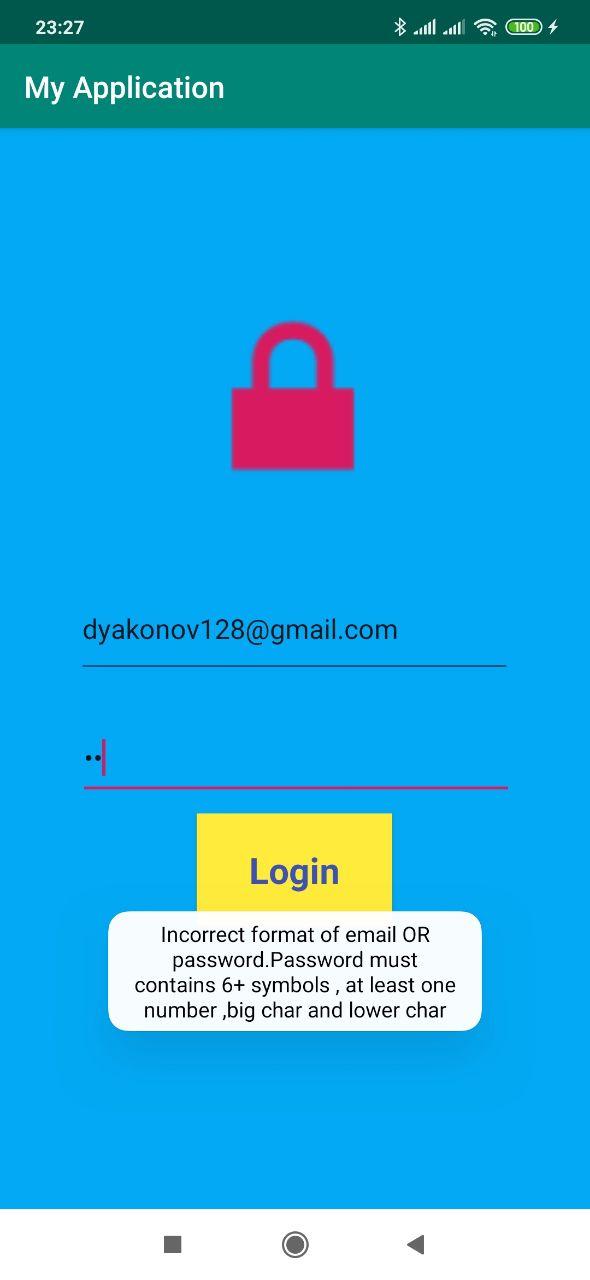 23:27 100
My Application
dyakonov128@gmail.com
••
Login
Incorrect format of email OR
password.Password must
contains 6+ symbols , at least one
number ,big char and lower char